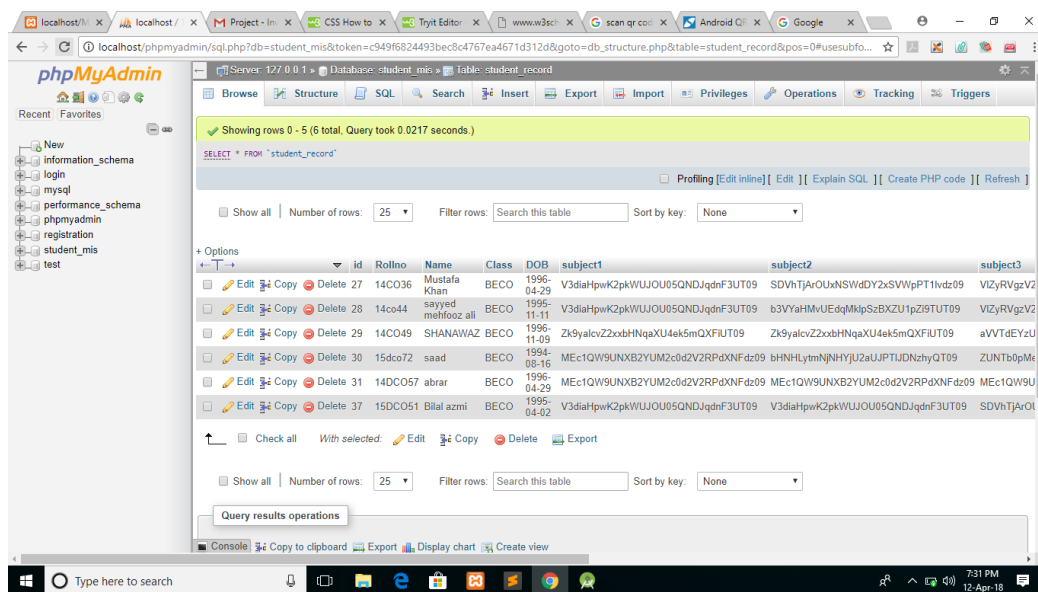 localhost/M localhost / M Project - Inv CSS How to Tryit Editor www.w3sch scan qr cod Android QR Google
localhost/phpmyadmin/sql.php?db=student_mis&token=c949f6824493bec8c4767ea4671d312d&goto=db_structure.php&table=student_record&pos=0#usesubfo...
phpMyAdmin
Recent Favorites
New
information_schema
login
mysql
performance_schema
phpmyadmin
registration
student_mis
test
Server: 127.0.0.1 » Database: student_mis » Table: student_record
Browse Structure SQL Search Insert Export Import Privileges Operations Tracking Triggers
Showing rows 0 - 5 (6 total, Query took 0.0217 seconds.)
SELECT * FROM `student_record`
Profiling [Edit inline] [ Edit ] [ Explain SQL ] [ Create PHP code ] [ Refresh ]
Show all Number of rows: 25 Filter rows: Search this table Sort by key: None
+ Options
id Rollno Name Class DOB subject1 subject2 subject3
Edit Copy Delete 27 14CO36 Mustafa Khan BECO 1996-04-29 V3diaHpwK2pkWUJOU05QNDJqdnF3UT09 SDVhTjArOUxNSWdDY2xSVWpPT1lvdz09 VlZyRVgzV2
Edit Copy Delete 28 14co44 sayyed mehfooz ali BECO 1995-11-11 V3diaHpwK2pkWUJOU05QNDJqdnF3UT09 b3VYaHMvUEdqMklpSzBXZU1pZi9TUT09 VlZyRVgzV2
Edit Copy Delete 29 14CO49 SHANAWAZ BECO 1996-11-09 Zk9yalcvZ2xxbHNqaXU4ek5mQXFiUT09 Zk9yalcvZ2xxbHNqaXU4ek5mQXFiUT09 aVVTdEYzU
Edit Copy Delete 30 15dco72 saad BECO 1994-08-16 MEc1QW9UNXB2YUM2c0d2V2RPdXNFdz09 bHNHLytmNjNHYjU2aUJPTlJDNzhyQT09 ZUNTb0pMe
Edit Copy Delete 31 14DCO57 abrar BECO 1996-04-29 MEc1QW9UNXB2YUM2c0d2V2RPdXNFdz09 MEc1QW9UNXB2YUM2c0d2V2RPdXNFdz09 MEc1QW9U
Edit Copy Delete 37 15DCO51 Bilal azmi BECO 1995-04-02 V3diaHpwK2pkWUJOU05QNDJqdnF3UT09 V3diaHpwK2pkWUJOU05QNDJqdnF3UT09 SDVhTjArOU
Check all With selected: Edit Copy Delete Export
Show all Number of rows: 25 Filter rows: Search this table Sort by key: None
Query results operations
Console Copy to clipboard Export Display chart Create view
Type here to search
7:31 PM
12-Apr-18